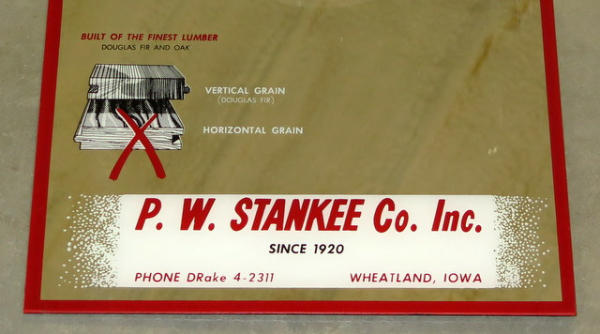 BUILT OF THE FINEST LUMBER
DOUGLAS FIR AND OAK
VERTICAL GRAIN
(DOUGLAS FIR)
HORIZONTAL GRAIN
P. W. STANKEE Co. Inc.
SINCE 1920
PHONE DRake 4-2311 WHEATLAND, IOWA